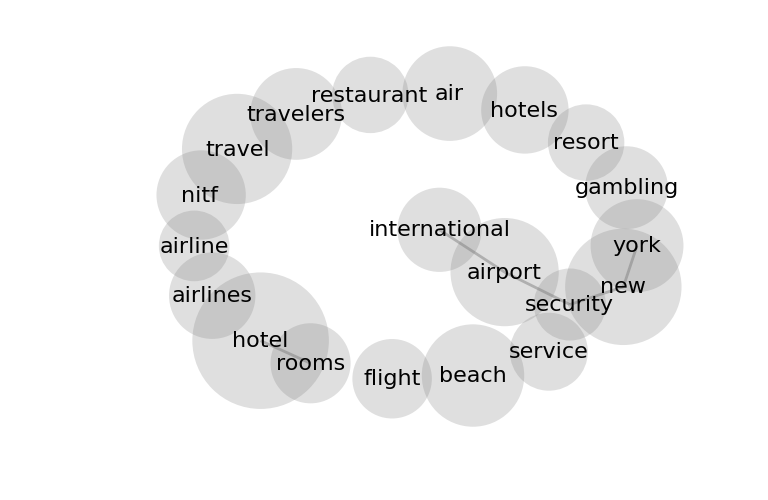 air
restaurant
hotels
travelers
resort
travel
gambling
nitf
international
york
airline
airport
new
airlines
security
hotel
service
rooms
beach
flight